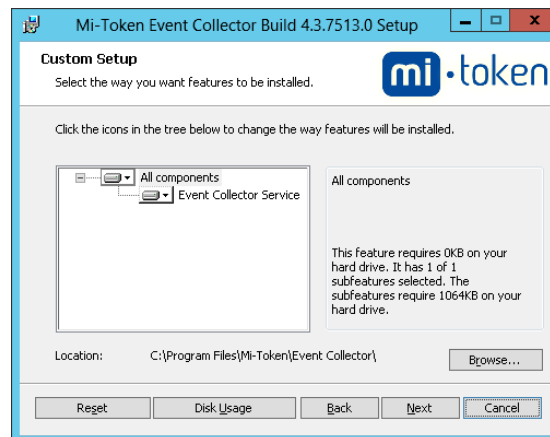 Mi-Token Event Collector Build 4.3.7513.0 Setup
Custom Setup
Select the way you want features to be installed.
mi·token
Click the icons in the tree below to change the way features will be installed.
All components
Event Collector Service
All components
This feature requires 0KB on your
hard drive. It has 1 of 1
subfeatures selected. The
subfeatures require 1064KB on your
hard drive.
Location: C:\Program Files\Mi-Token\Event Collector\
Browse...
Reset Disk Usage Back Next Cancel